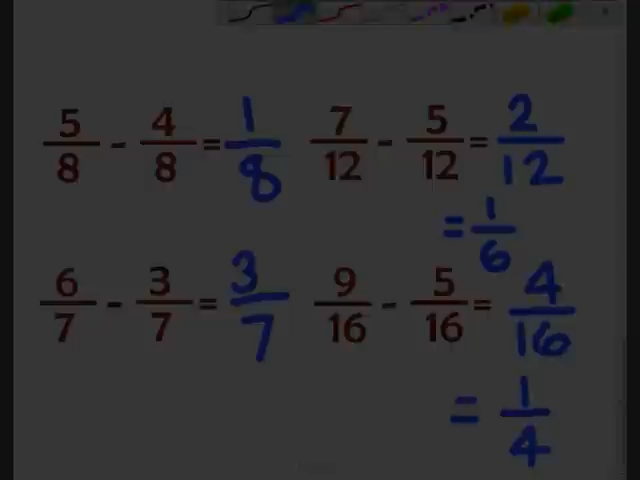 5/8 - 4/8 = 1/8
7/12 - 5/12 = 2/12
= 1/6
6/7 - 3/7 = 3/7
9/16 - 5/16 = 4/16
= 1/4